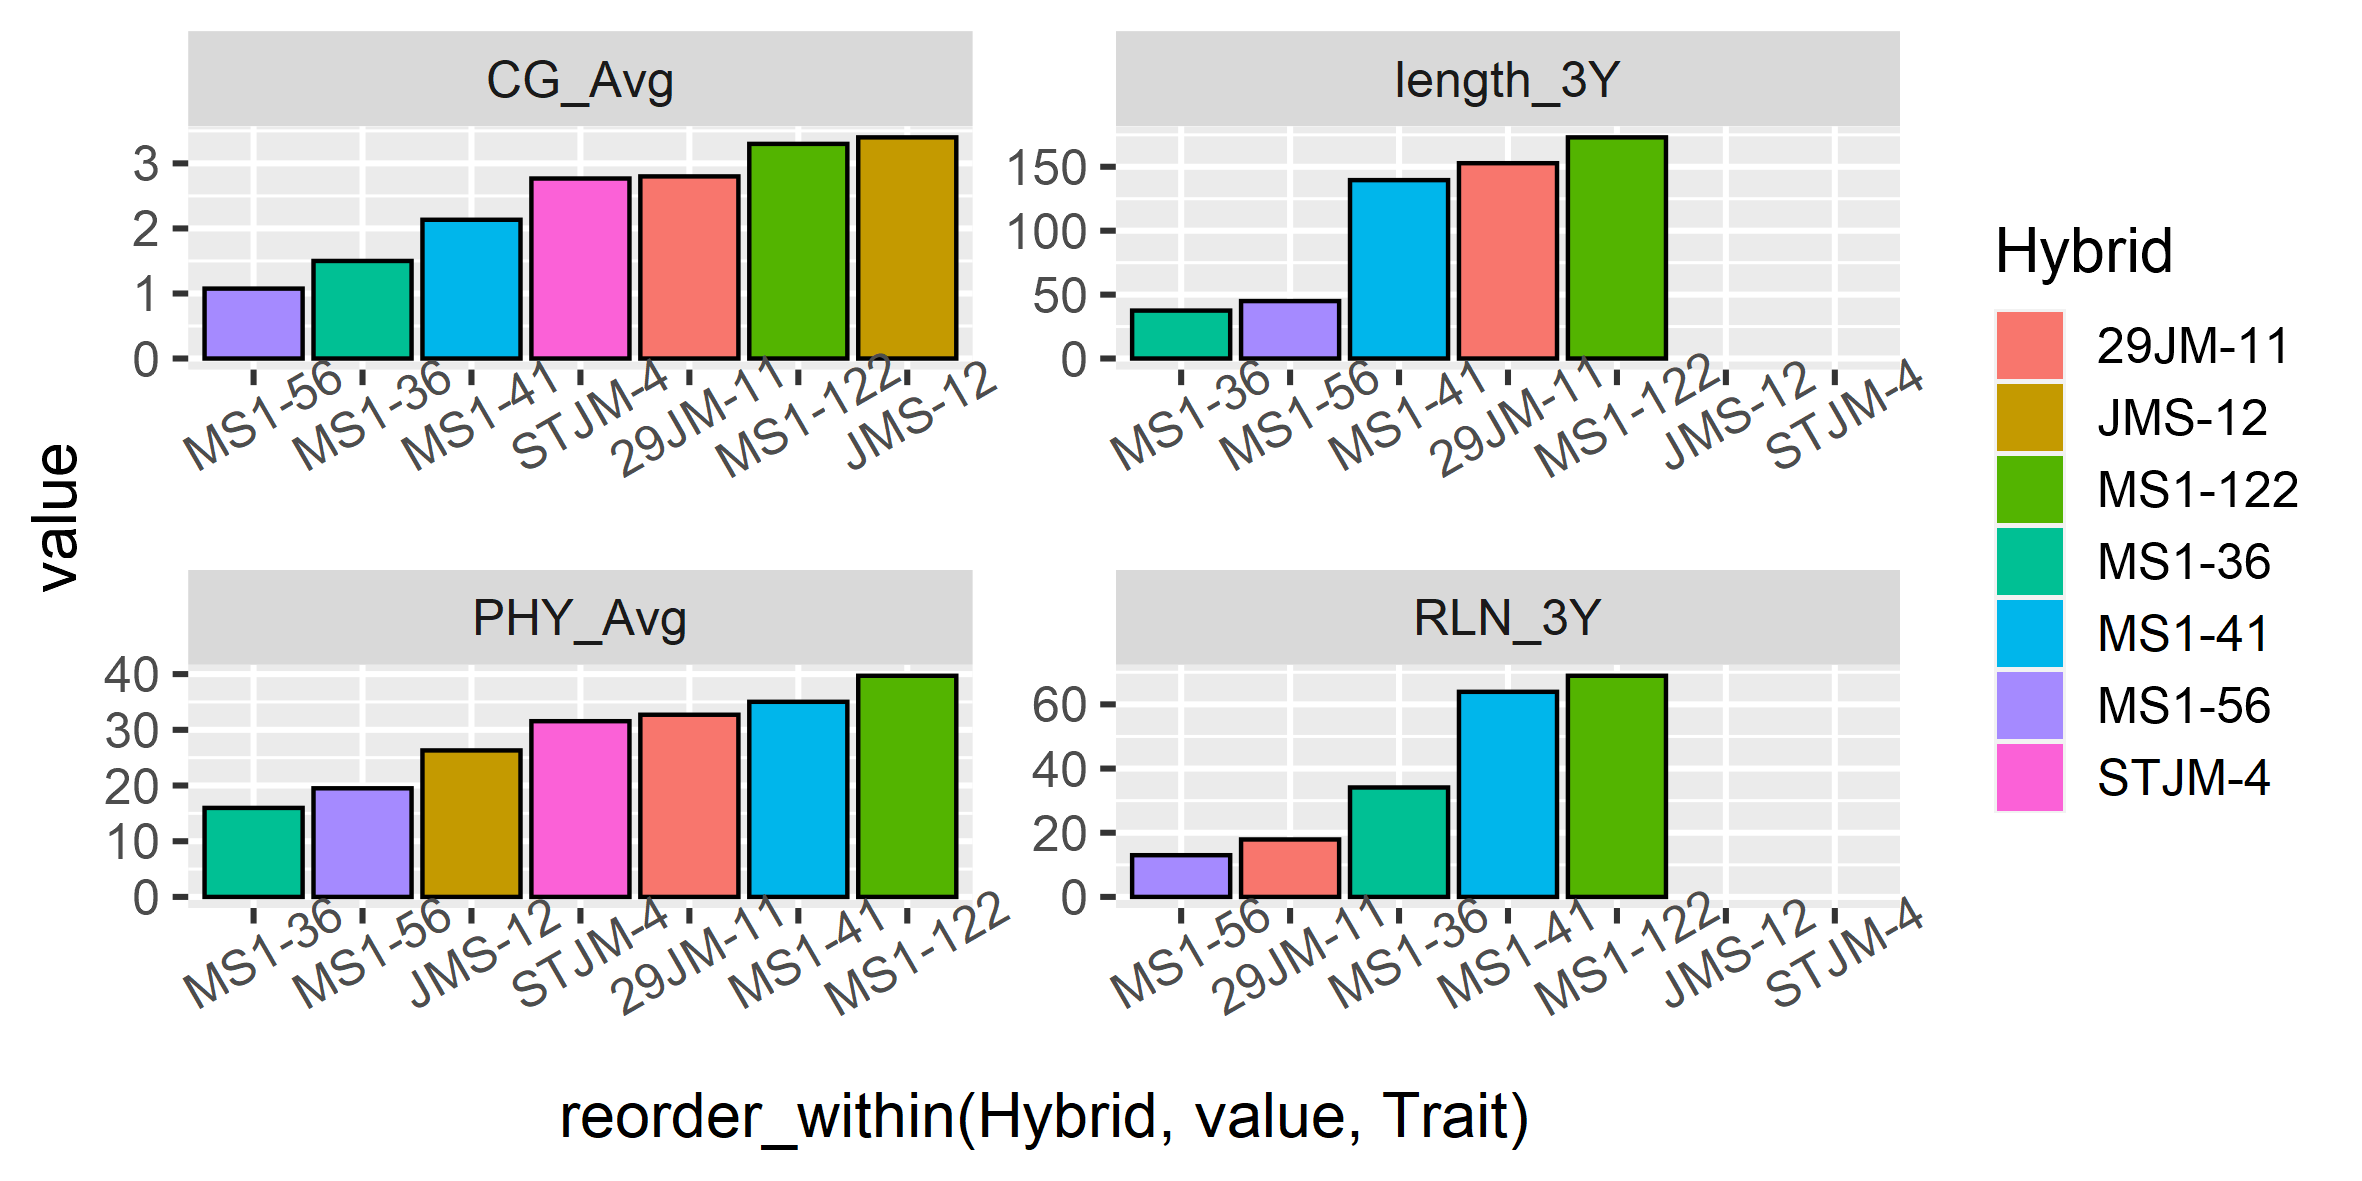 CG_Avg
3
2
1
0
MS1-56
MS1-36
MS1-41
STJM-4
29JM-11
MS1-122
JMS-12
length_3Y
150
100
50
0
MS1-36
MS1-56
MS1-41
29JM-11
MS1-122
JMS-12
STJM-4
value
PHY_Avg
40
30
20
10
0
MS1-36
MS1-56
JMS-12
STJM-4
29JM-11
MS1-41
MS1-122
RLN_3Y
60
40
20
0
MS1-56
29JM-11
MS1-36
MS1-41
MS1-122
JMS-12
STJM-4
reorder_within(Hybrid, value, Trait)
Hybrid
29JM-11
JMS-12
MS1-122
MS1-36
MS1-41
MS1-56
STJM-4